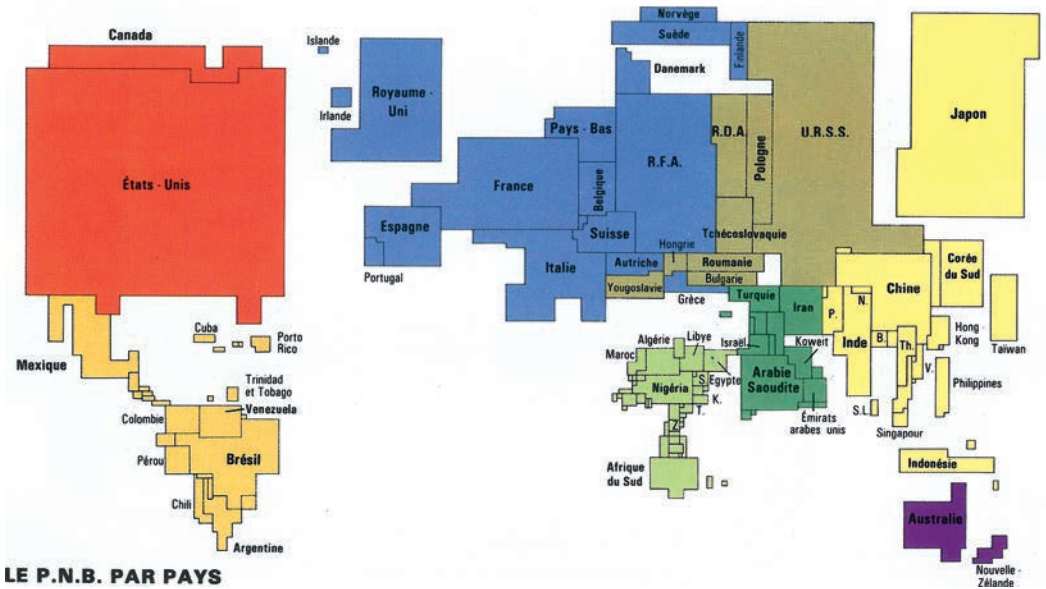 Canada
États - Unis
Islande
Irlande
Royaume -
Uni
Norvège
Suède
Finlande
Danemark
Pays - Bas
R.D.A.
Pologne
U.R.S.S.
Japon
R.F.A.
France
Belgique
Espagne
Suisse
Tchécoslovaquie
Portugal
Italie
Autriche
Hongrie
Roumanie
Bulgarie
Yougoslavie
Grèce
Turquie
Iran
Chine
Corée
du Sud
P.
N.
Inde
B.
Th.
V.
Hong
Kong
Taïwan
Philippines
S.L.
Singapour
Mexique
Cuba
Porto
Rico
Trinidad
et Tobago
Venezuela
Colombie
Pérou
Brésil
Chili
Argentine
Algérie
Libye
Maroc
Israël
Koweit
Nigéria
S.
Egypte
K.
T.
Z.
Arabie
Saoudite
Émirats
arabes unis
Afrique
du Sud
Indonésie
Australie
Nouvelle -
Zélande
LE P.N.B. PAR PAYS